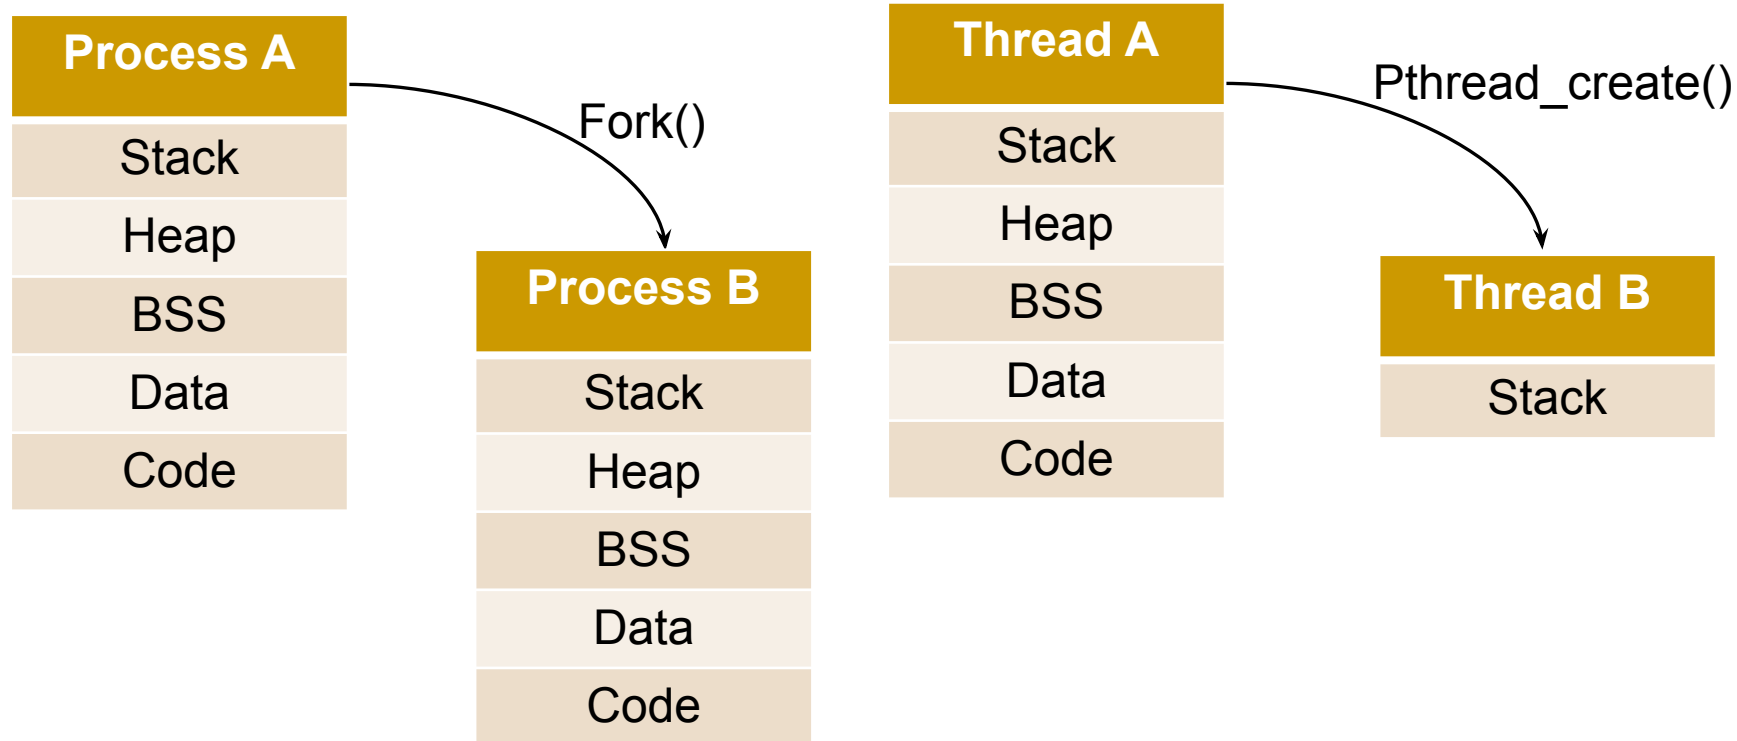 Process A
Stack
Heap
BSS
Data
Code
Fork()
Process B
Stack
Heap
BSS
Data
Code
Thread A
Stack
Heap
BSS
Data
Code
Pthread_create()
Thread B
Stack